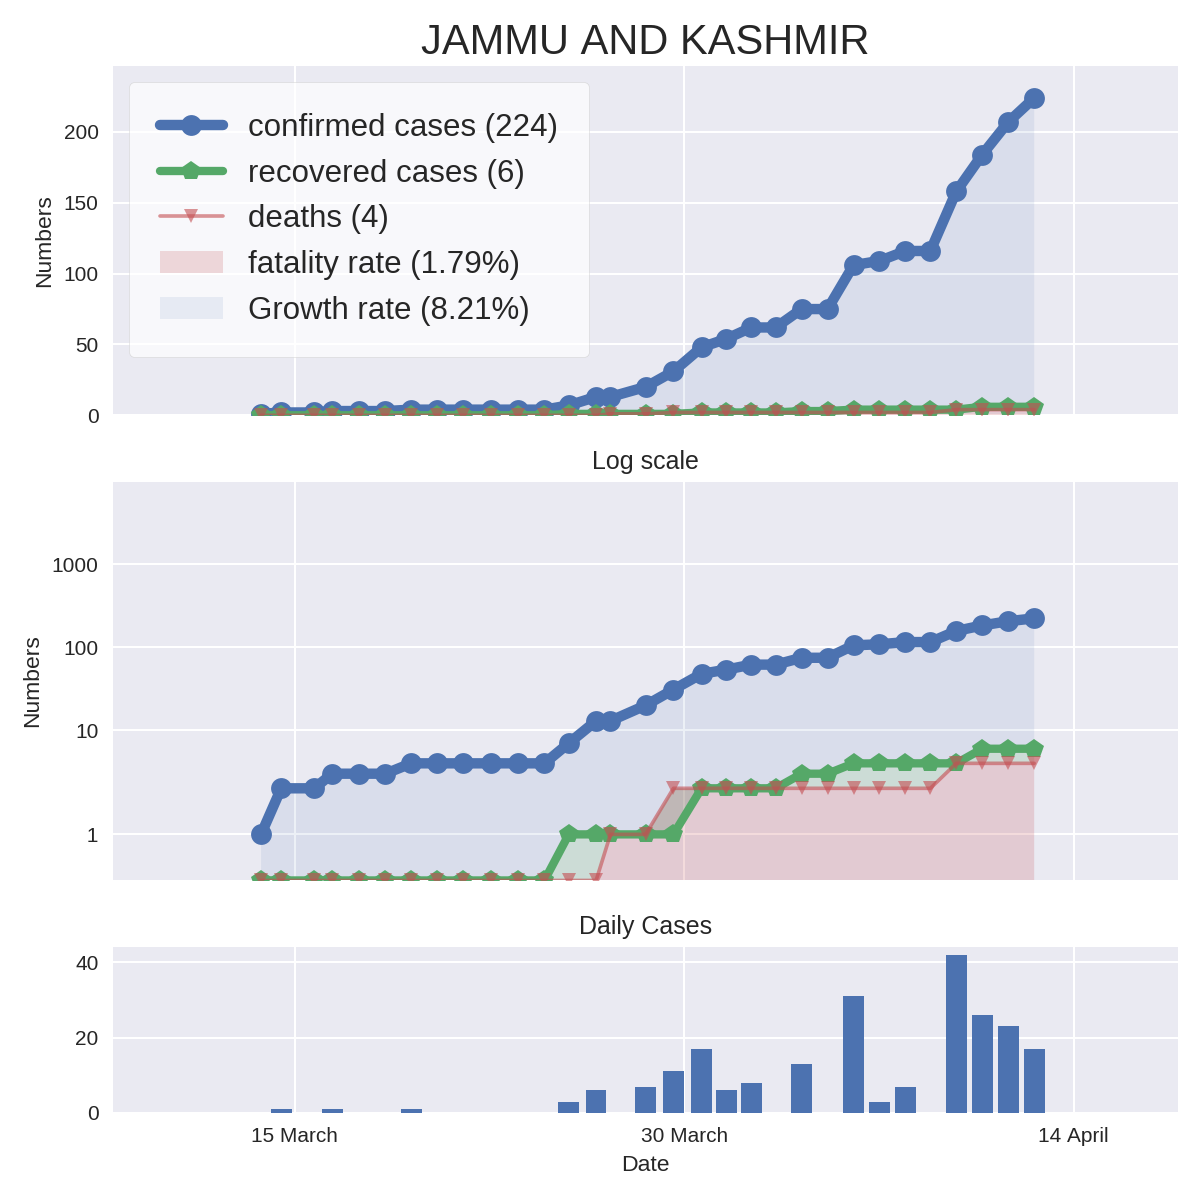 JAMMU AND KASHMIR
confirmed cases (224)
recovered cases (6)
deaths (4)
fatality rate (1.79%)
Growth rate (8.21%)
Numbers
200
150
100
50
0
Log scale
Numbers
1000
100
10
1
Daily Cases
40
20
0
15 March
30 March
14 April
Date